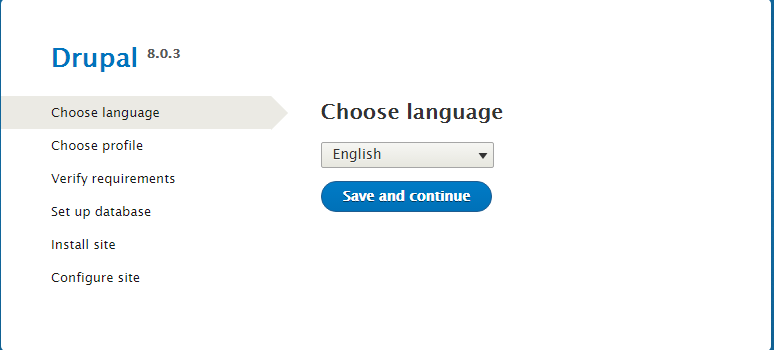 Drupal 8.0.3
Choose language
Choose profile
Verify requirements
Set up database
Install site
Configure site
Choose language
English
Save and continue